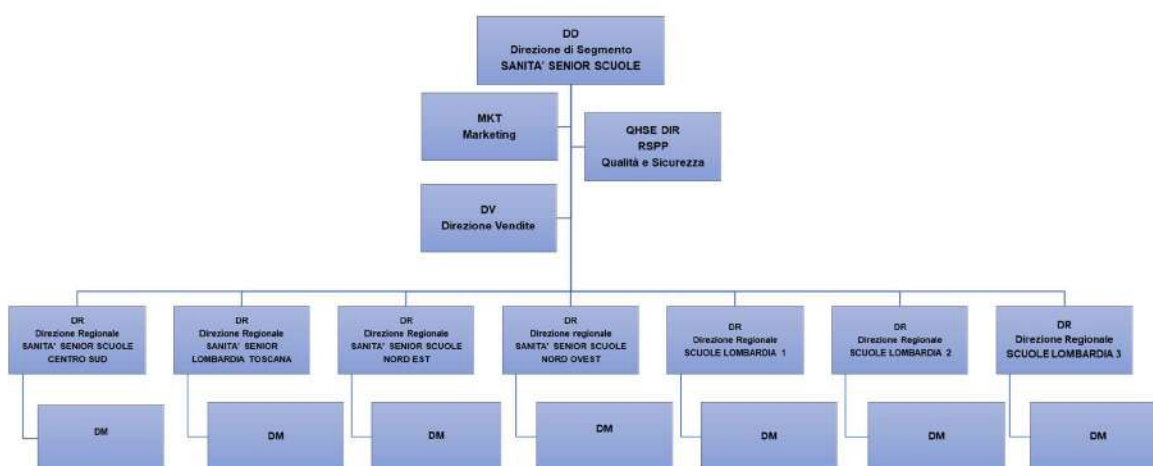 DD
Direzione di Segmento
SANITA' SENIOR SCUOLE
MKT
Marketing
QHSE DIR
RSPP
Qualità e Sicurezza
DV
Direzione Vendite
DR
Direzione Regionale
SANITA' SENIOR SCUOLE
CENTRO SUD
DR
Direzione Regionale
SANITA' SENIOR
LOMBARDIA TOSCANA
DR
Direzione Regionale
SANITA' SENIOR SCUOLE
NORD EST
DR
Direzione regionale
SANITA' SENIOR SCUOLE
NORD OVEST
DR
Direzione Regionale
SCUOLE LOMBARDIA 1
DR
Direzione Regionale
SCUOLE LOMBARDIA 2
DR
Direzione Regionale
SCUOLE LOMBARDIA 3
DM
DM
DM
DM
DM
DM
DM